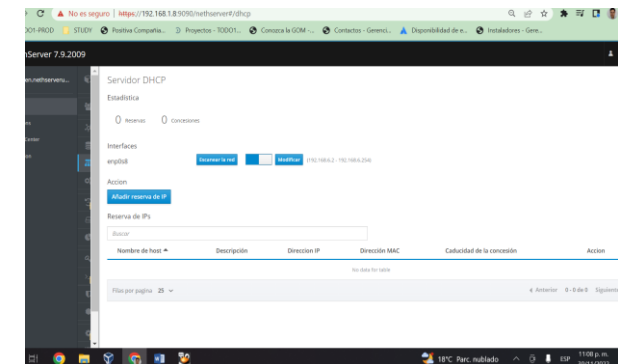 No es seguro | https://192.168.1.8:9090/nethserver#/dhcp
DO1-PROD STUDY Positiva Compañía... Proyectos - TODO1... Conozca la GOM -... Contactos - Gerenci... Disponibilidad de e... Instaladores - Gere...
nServer 7.9.2009
Servidor DHCP
Estadística
0 Reservas 0 Concesiones
Interfaces
enp0s8 Escanear la red Modificar (192.168.6.2 - 192.168.6.254)
Accion
Añadir reserva de IP
Reserva de IPs
Buscar
Nombre de host Descripción Direccion IP Dirección MAC Caducidad de la concesión Accion
No data for table
Filas por pagina 25 Anterior 0 - 0 de 0 Siguiente
18°C Parc. nublado ESP 11:08 p. m.